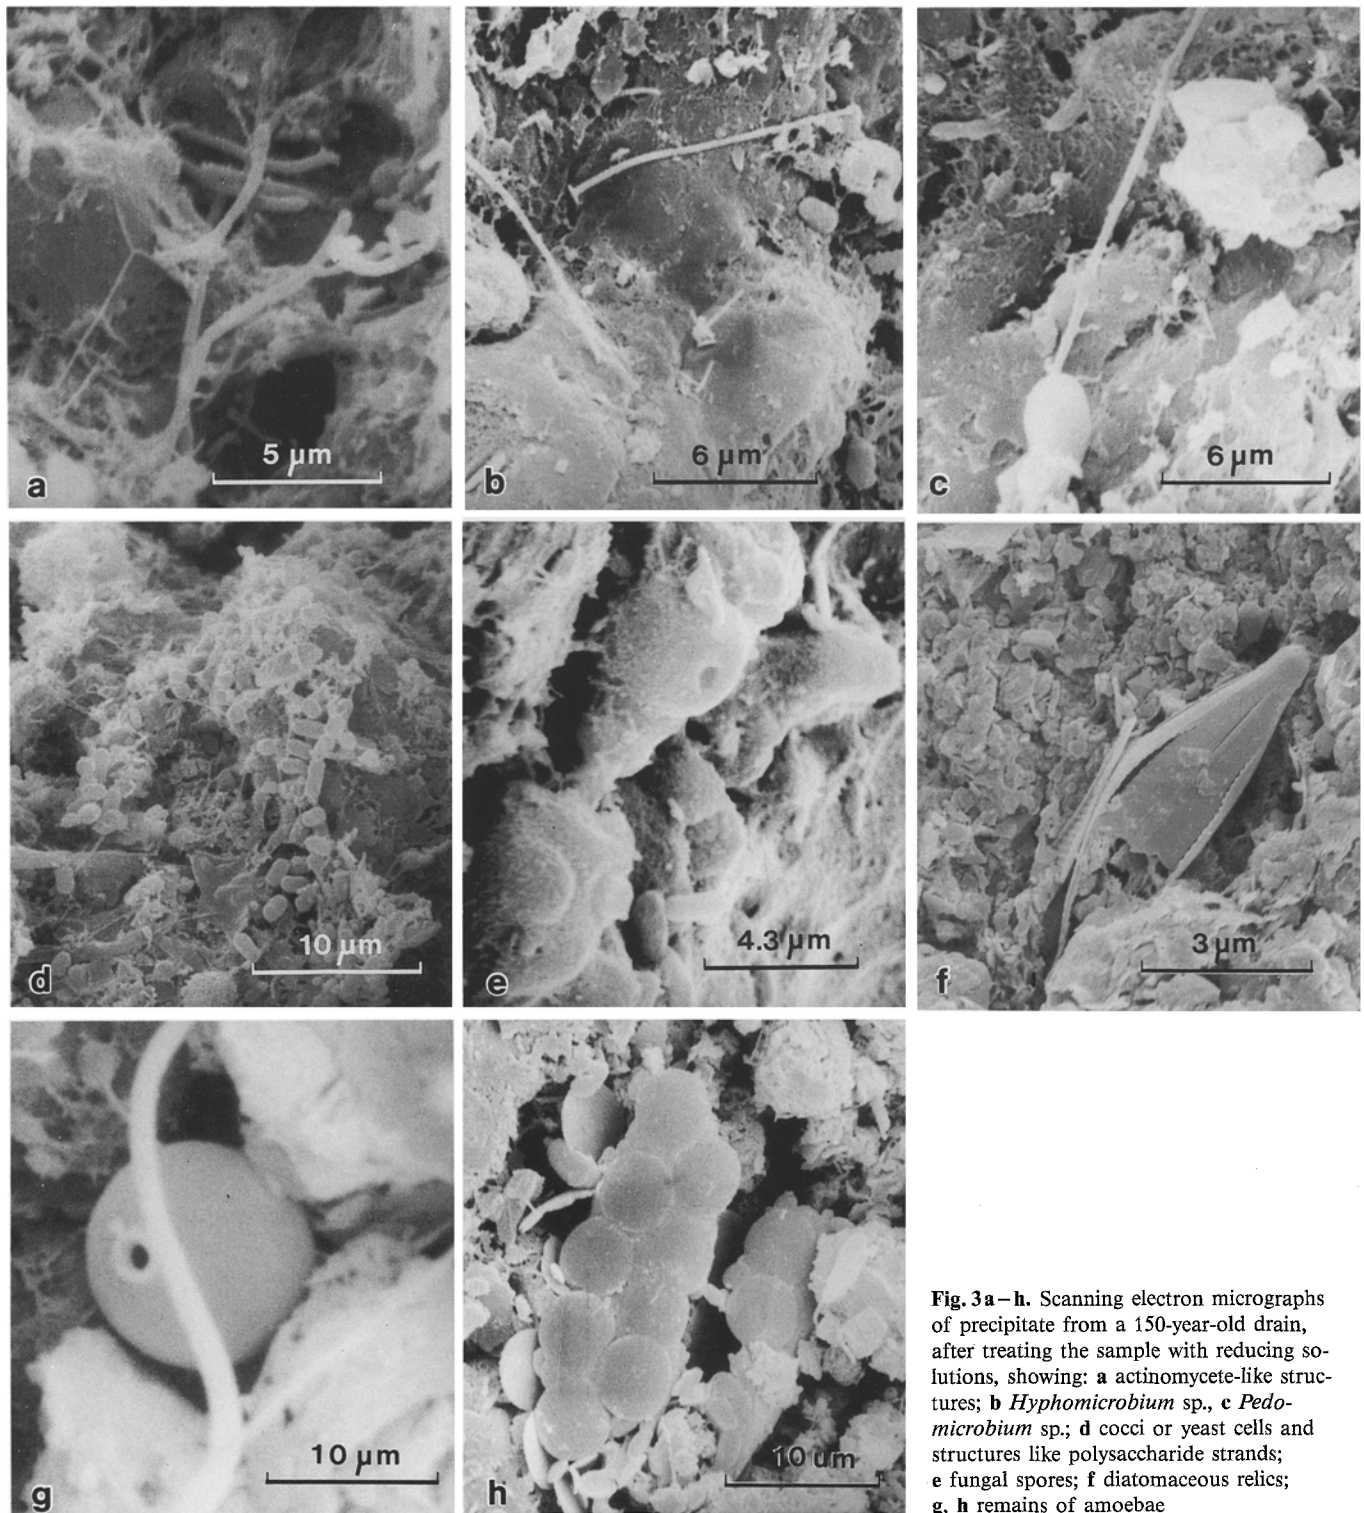 5 µm
a
6 µm
b
6 µm
c
10 µm
d
4.3 µm
e
3 µm
f
10 µm
g
10 um
h
Fig. 3 a–h. Scanning electron micrographs
of precipitate from a 150-year-old drain,
after treating the sample with reducing so-
lutions, showing: a actinomycete-like struc-
tures; b Hyphomicrobium sp., c Pedo-
microbium sp.; d cocci or yeast cells and
structures like polysaccharide strands;
e fungal spores; f diatomaceous relics;
g, h remains of amoebae